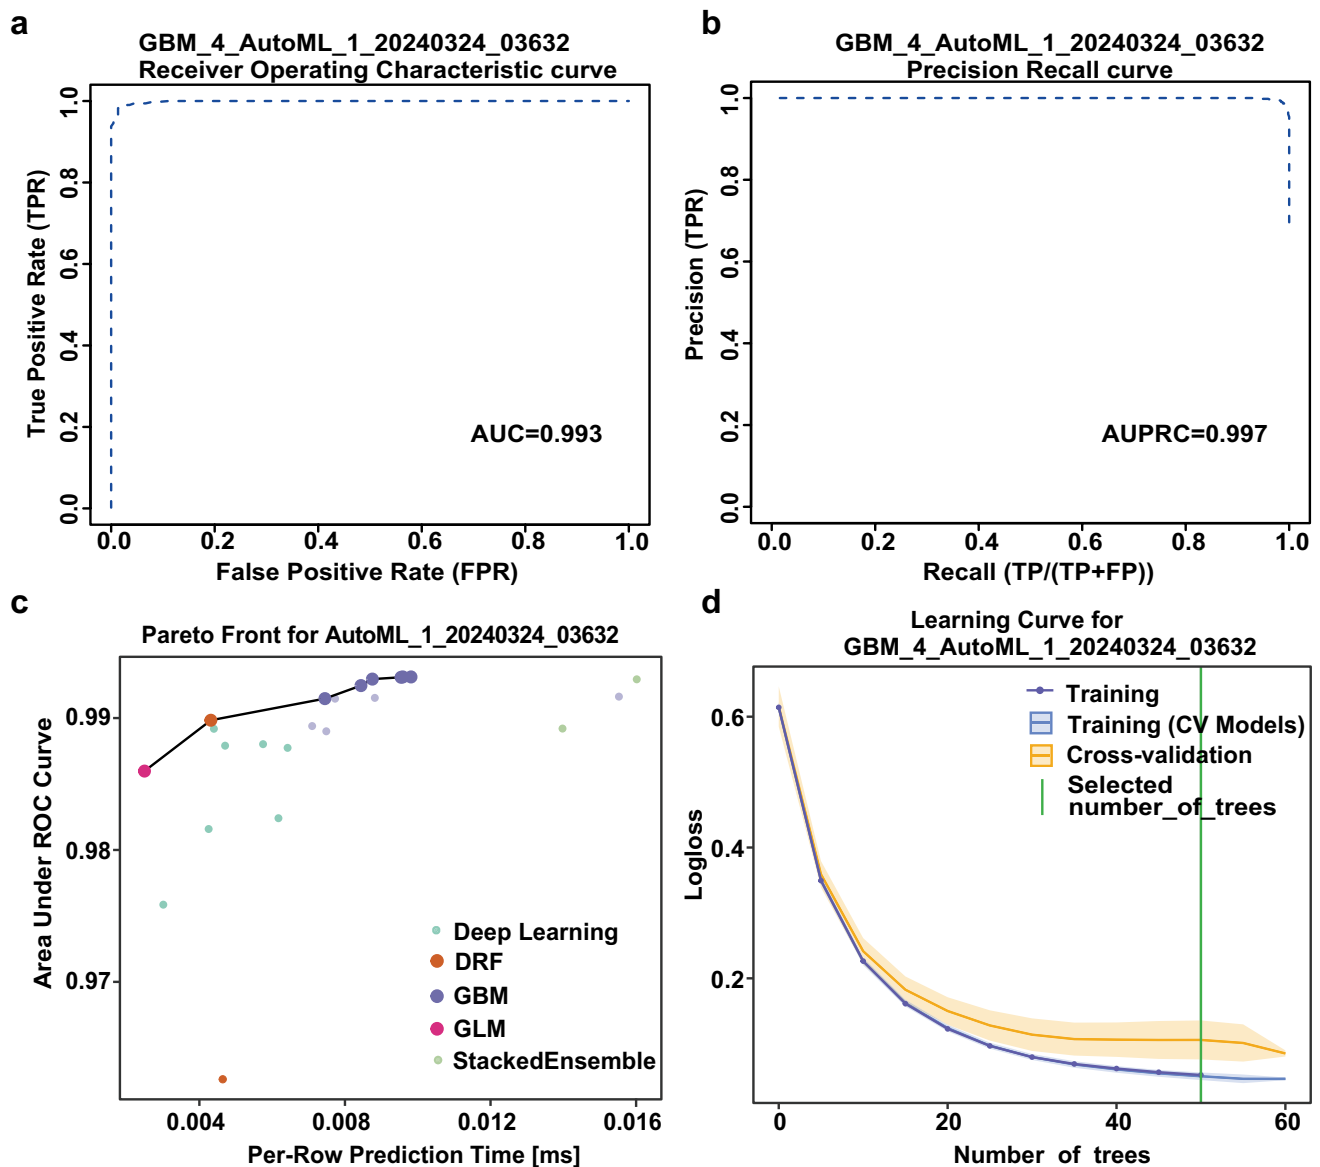 a
GBM_4_AutoML_1_20240324_03632
Receiver Operating Characteristic curve
True Positive Rate (TPR)
1.0
0.8
0.6
0.4
0.2
0.0
AUC=0.993
0.0 0.2 0.4 0.6 0.8 1.0
False Positive Rate (FPR)
b
GBM_4_AutoML_1_20240324_03632
Precision Recall curve
Precision (TPR)
1.0
0.8
0.6
0.4
0.2
0.0
AUPRC=0.997
0.0 0.2 0.4 0.6 0.8 1.0
Recall (TP/(TP+FP))
c
Pareto Front for AutoML_1_20240324_03632
Area Under ROC Curve
0.99
0.98
0.97
Deep Learning
DRF
GBM
GLM
StackedEnsemble
0.004 0.008 0.012 0.016
Per-Row Prediction Time [ms]
d
Learning Curve for
GBM_4_AutoML_1_20240324_03632
Logloss
0.6
0.4
0.2
Training
Training (CV Models)
Cross-validation
Selected
number_of_trees
0 20 40 60
Number of trees